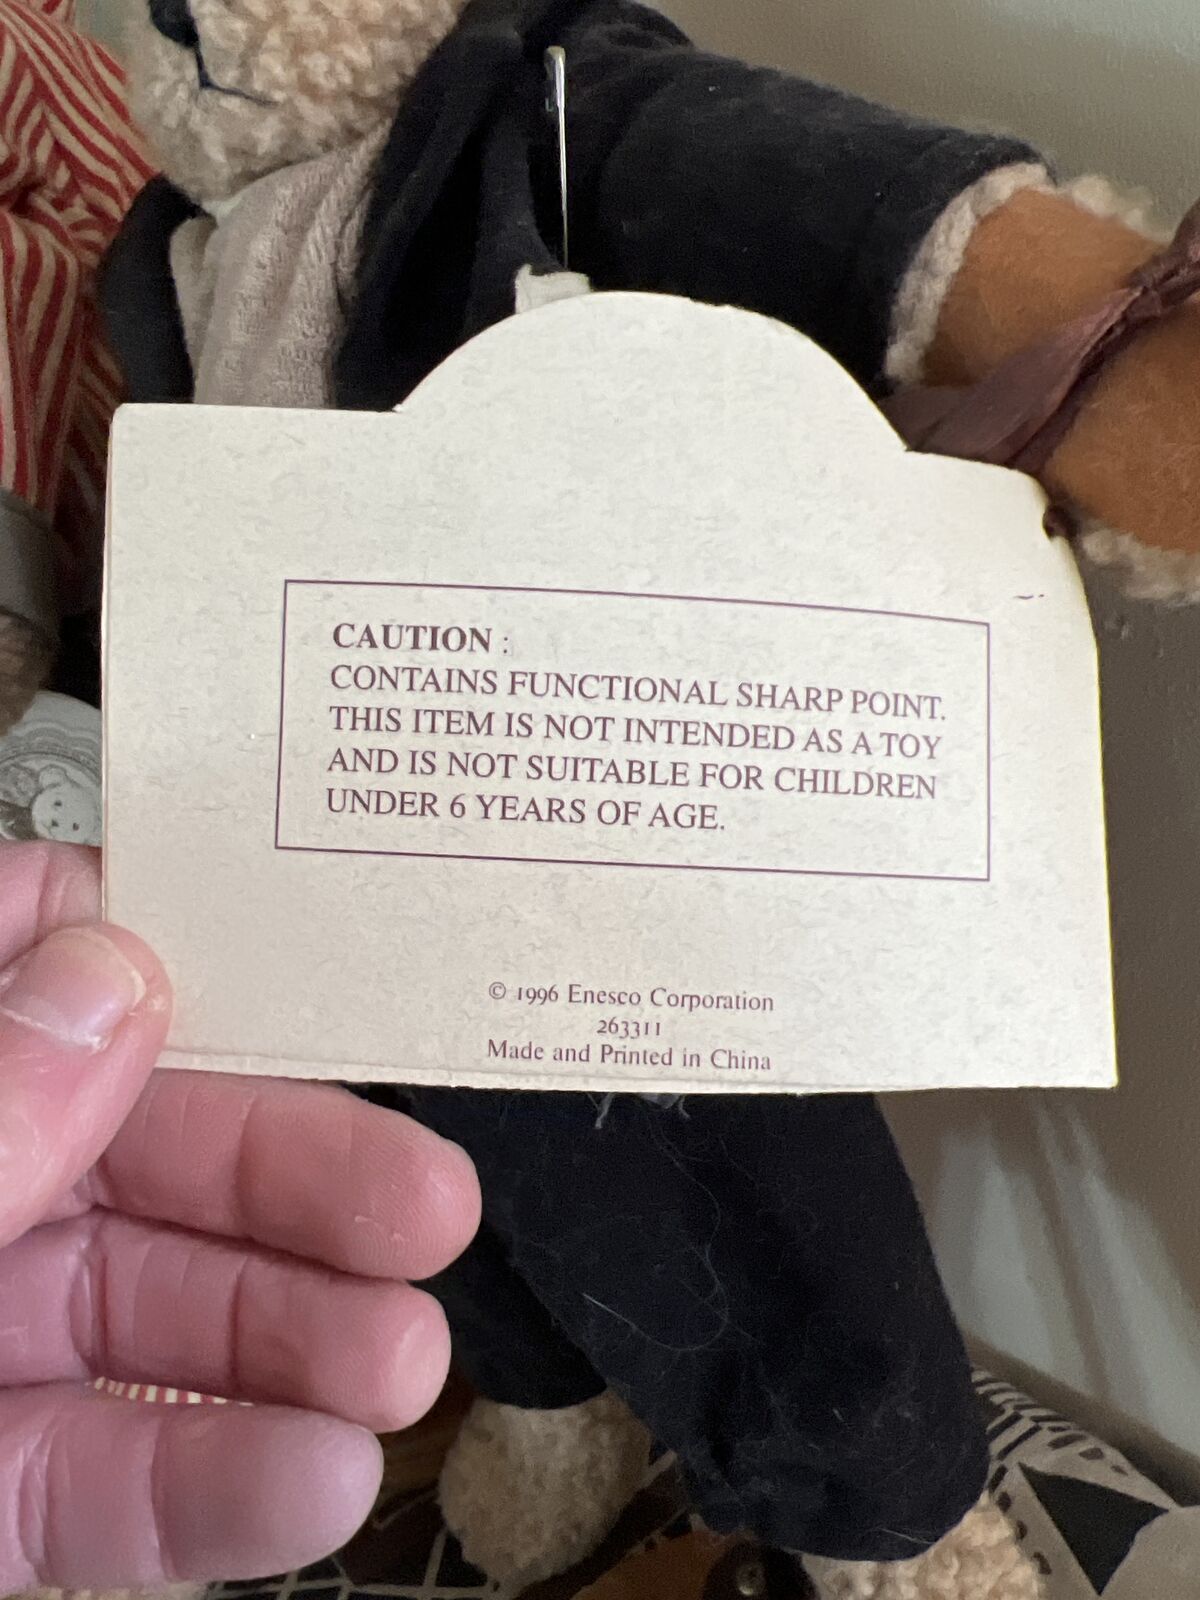 CAUTION :
CONTAINS FUNCTIONAL SHARP POINT.
THIS ITEM IS NOT INTENDED AS A TOY
AND IS NOT SUITABLE FOR CHILDREN
UNDER 6 YEARS OF AGE.
© 1996 Enesco Corporation
263311
Made and Printed in China